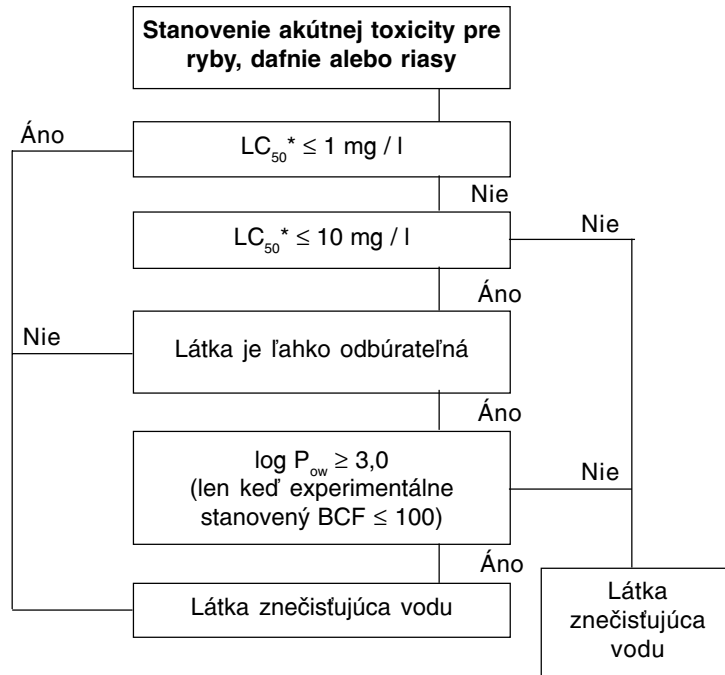 Stanovenie akútnej toxicity pre
ryby, dafnie alebo riasy
Áno
LC50* ≤ 1 mg / l
Nie
Nie
LC50* ≤ 10 mg / l
Áno
Nie
Látka je ľahko odbúrateľná
Áno
log Pow ≥ 3,0
(len keď experimentálne
stanovený BCF ≤ 100)
Nie
Áno
Látka znečisťujúca vodu
Látka
znečisťujúca
vodu